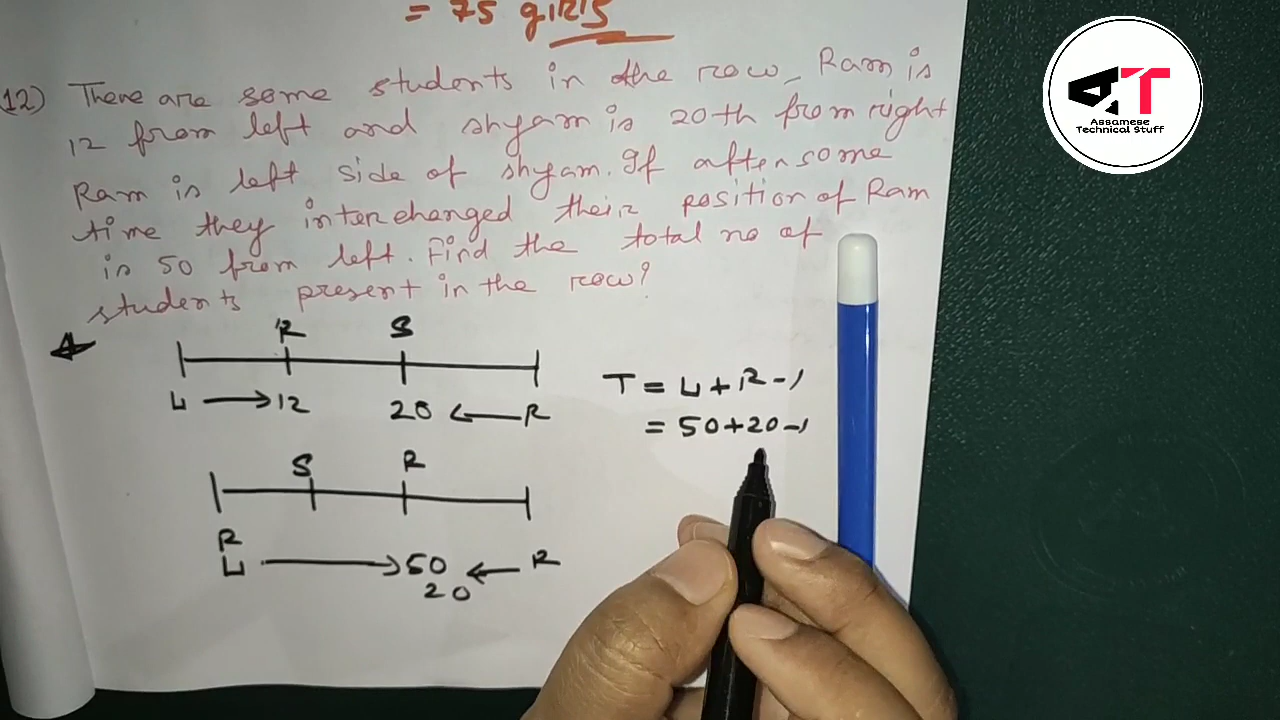 = 75 girls
(12) There are some students in the row, Ram is
12 from left and shyam is 20th from right
Ram is left side of shyam. If after some
time they interchanged their position of Ram
is 50 from left. Find the total no of
students present in the row?
A
R S
L → 12 20 ← R
T = L + R - 1
= 50+20-1
S R
R
L → 50 ← R
20
AT
Assamese
Technical Stuff